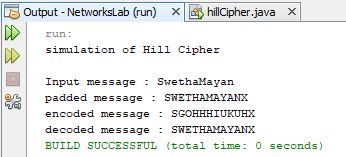 Output - NetworksLab (run) hillCipher.java
run:
simulation of Hill Cipher
Input message : SwethaMayan
padded message : SWETHAMAYANX
encoded message : SGOHHHIUKUHX
decoded message : SWETHAMAYANX
BUILD SUCCESSFUL (total time: 0 seconds)